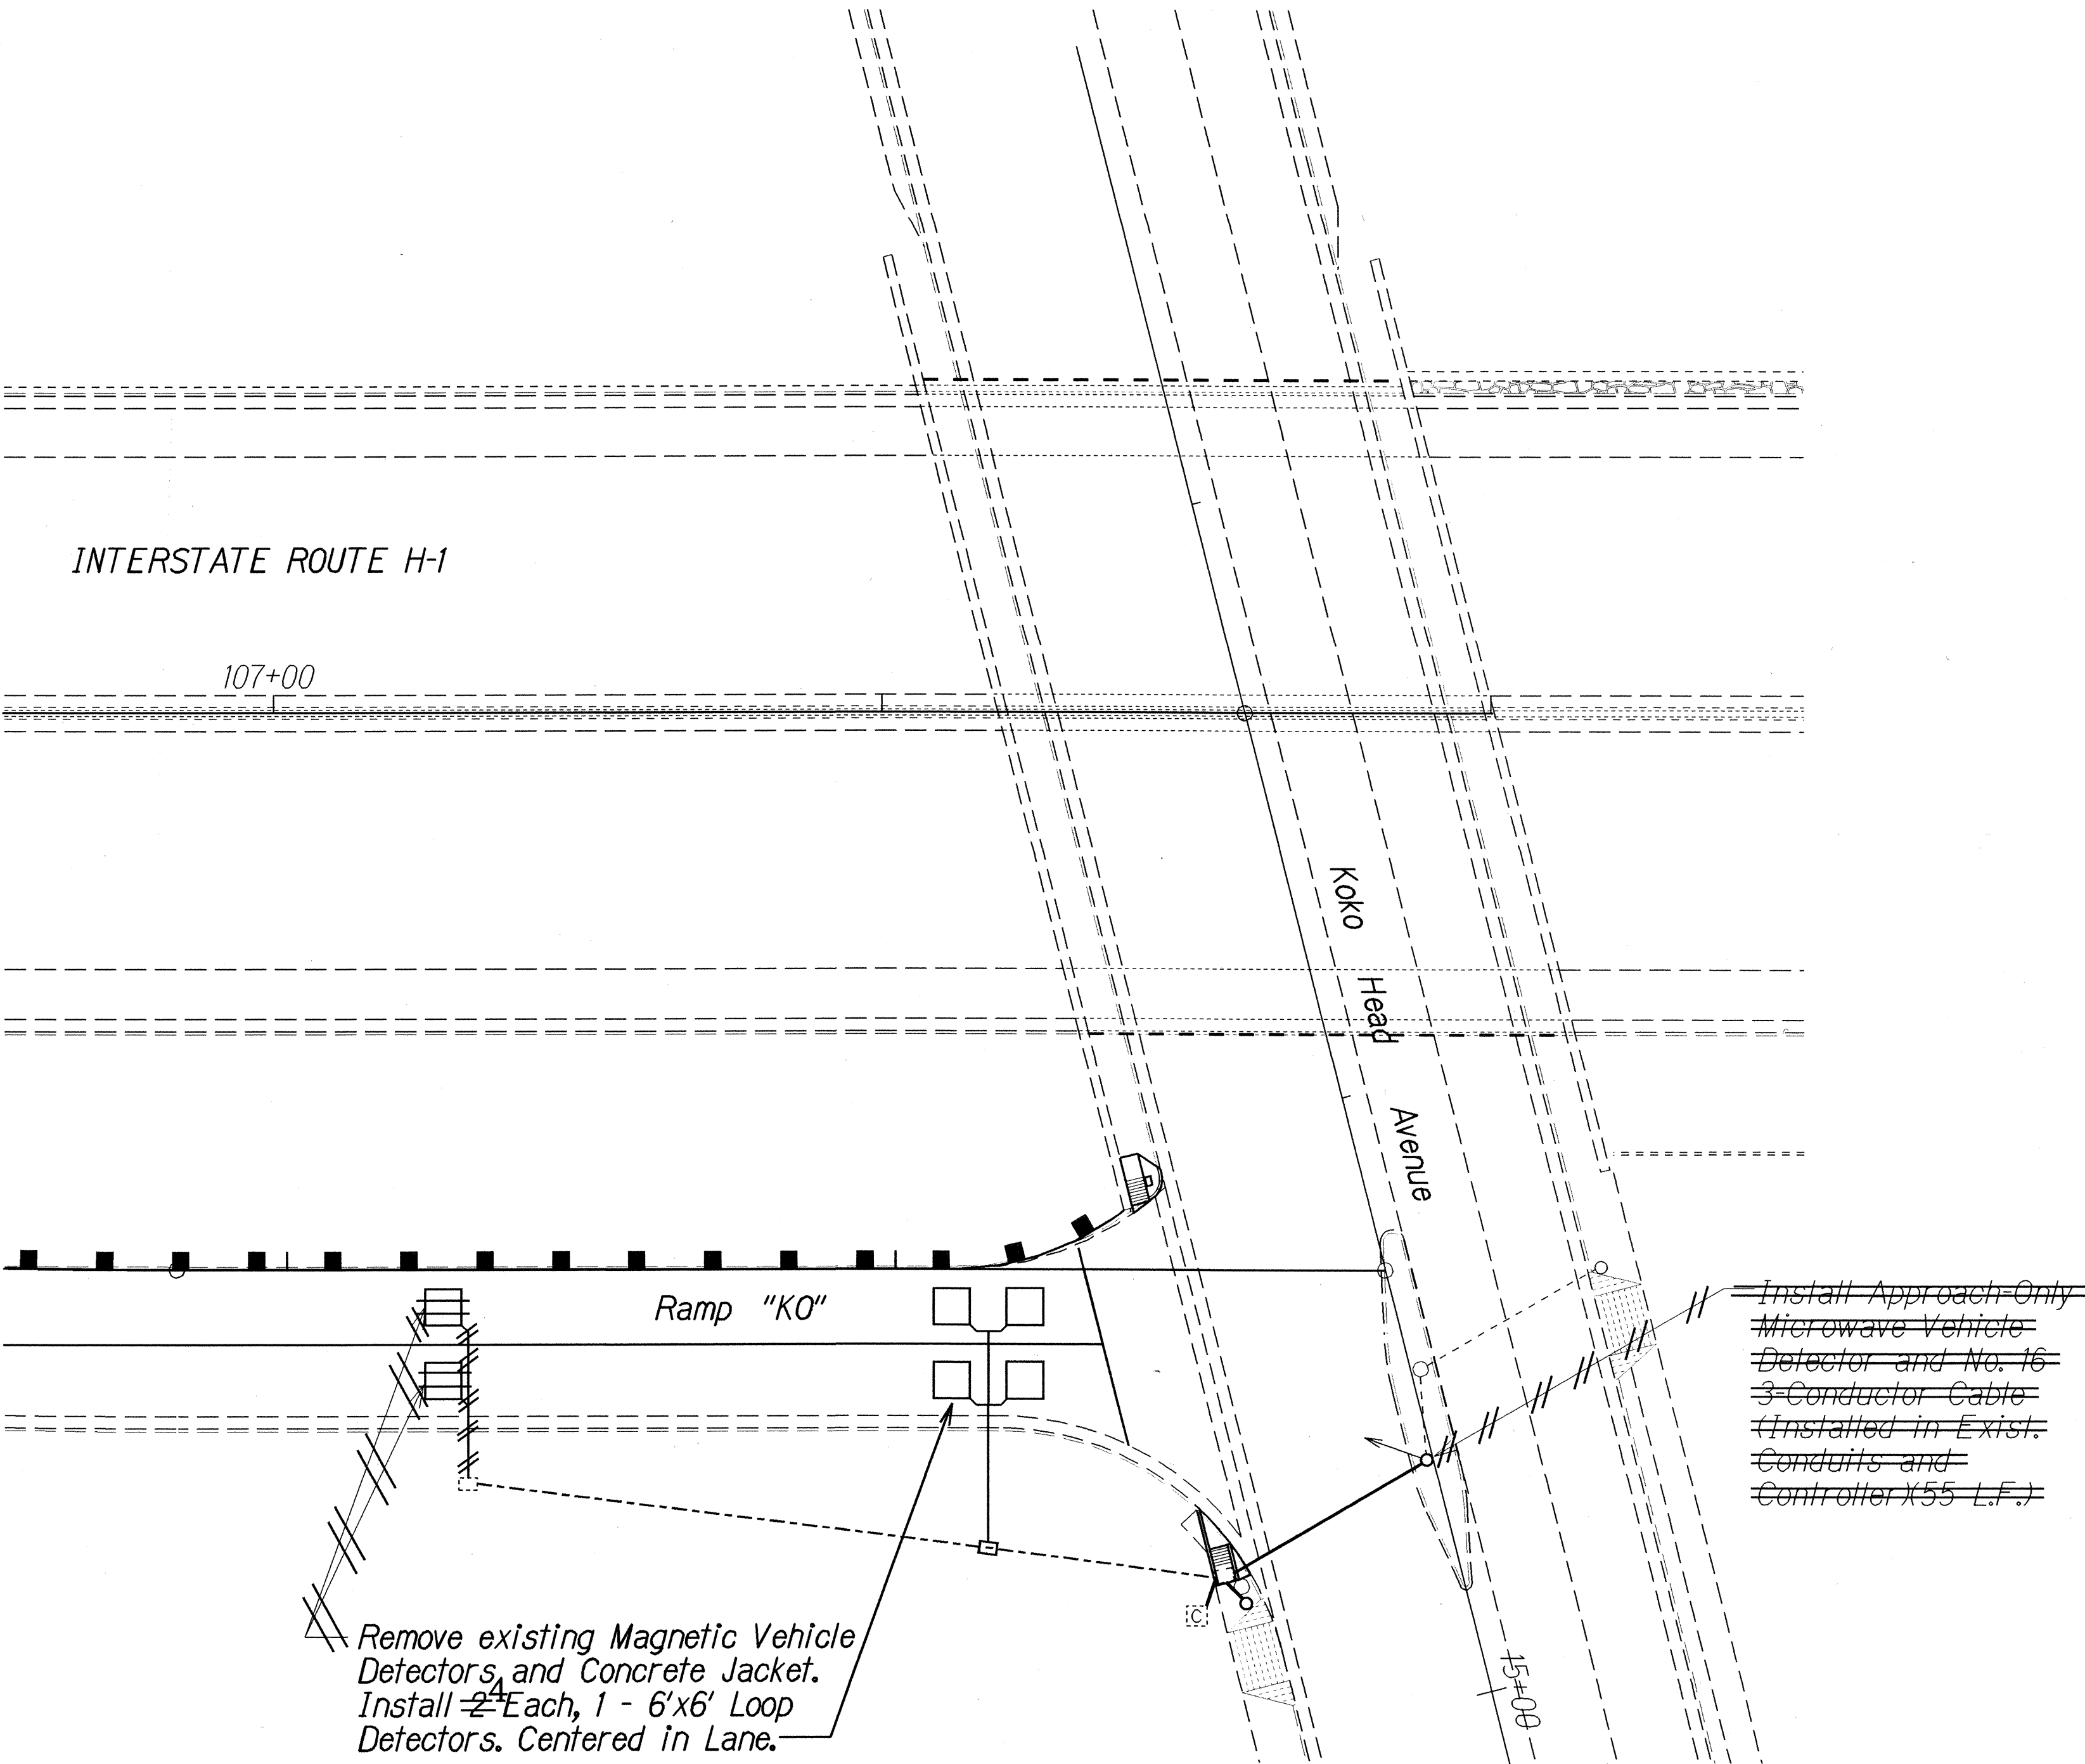 INTERSTATE ROUTE H-1
107+00
Koko Head Avenue
Ramp "KO"
Install Approach-Only
Microwave Vehicle
Detector and No. 16
3-Conductor Cable
(Installed in Exist.
Conduits and
Controller)(55 L.F.)
C
Remove existing Magnetic Vehicle
Detectors, and Concrete Jacket.
Install 2 4 Each, 1 - 6'x6' Loop
Detectors. Centered in Lane.
15+00